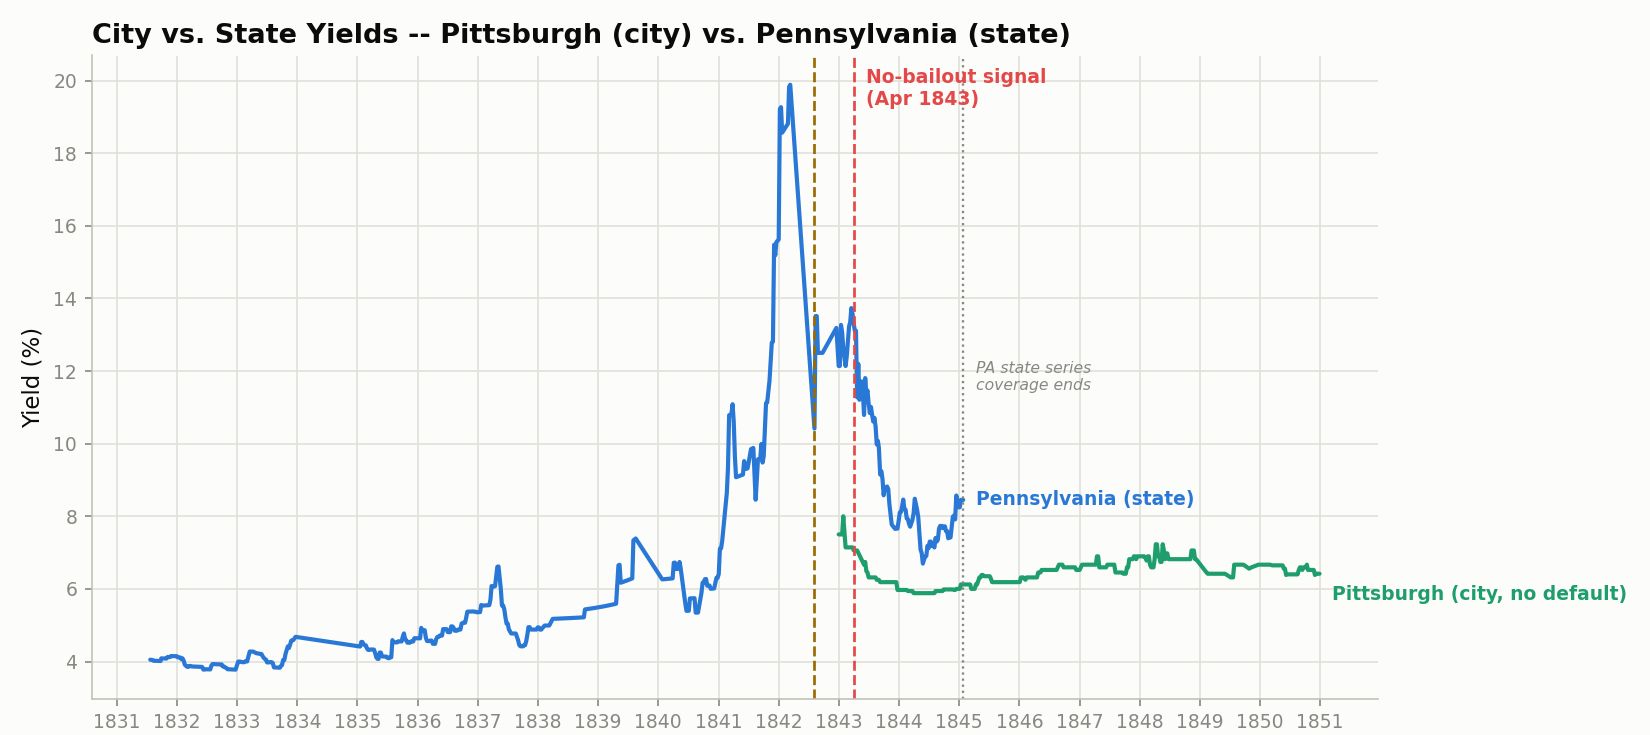 City vs. State Yields -- Pittsburgh (city) vs. Pennsylvania (state)
No-bailout signal
(Apr 1843)
20
18
16
14
12
10
8
6
4
Yield (%)
PA state series
coverage ends
Pennsylvania (state)
Pittsburgh (city, no default)
1831 1832 1833 1834 1835 1836 1837 1838 1839 1840 1841 1842 1843 1844 1845 1846 1847 1848 1849 1850 1851